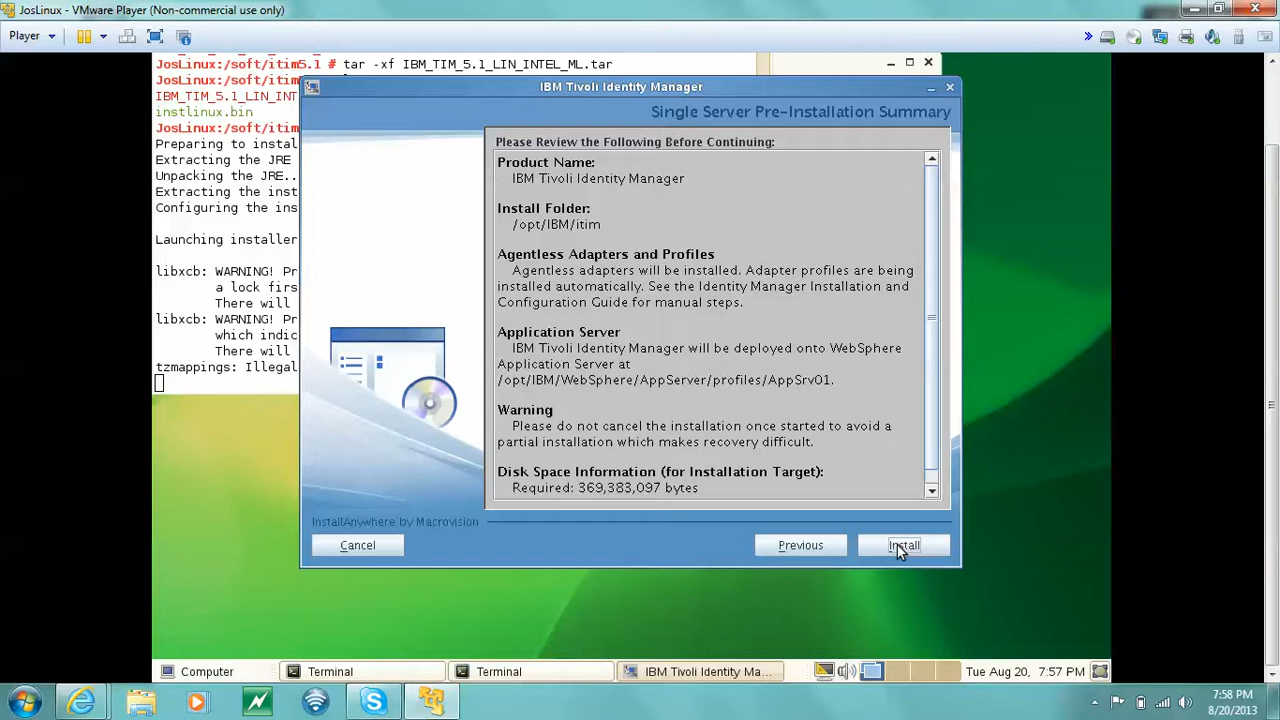 JosLinux - VMware Player (Non-commercial use only)
Player
JosLinux:/soft/itim5.1 # tar -xf IBM_TIM_5.1_LIN_INTEL_ML.tar
JosLinux:/soft/itim
IBM_TIM_5.1_LIN_INT
instlinux.bin
JosLinux:/soft/itim
Preparing to instal
Extracting the JRE
Unpacking the JRE..
Extracting the inst
Configuring the ins
Launching installer
libxcb: WARNING! Pr
a lock firs
There will
libxcb: WARNING! Pr
which indic
There will
tzmappings: Illegal
IBM Tivoli Identity Manager
Single Server Pre-Installation Summary
Please Review the Following Before Continuing:
Product Name:
IBM Tivoli Identity Manager
Install Folder:
/opt/IBM/itim
Agentless Adapters and Profiles
Agentless adapters will be installed. Adapter profiles are being
installed automatically. See the Identity Manager Installation and
Configuration Guide for manual steps.
Application Server
IBM Tivoli Identity Manager will be deployed onto WebSphere
Application Server at
/opt/IBM/WebSphere/AppServer/profiles/AppSrv01.
Warning
Please do not cancel the installation once started to avoid a
partial installation which makes recovery difficult.
Disk Space Information (for Installation Target):
Required: 369,383,097 bytes
InstallAnywhere by Macrovision
Cancel
Previous
Install
Computer
Terminal
Terminal
IBM Tivoli Identity Ma...
Tue Aug 20, 7:57 PM
7:58 PM
8/20/2013